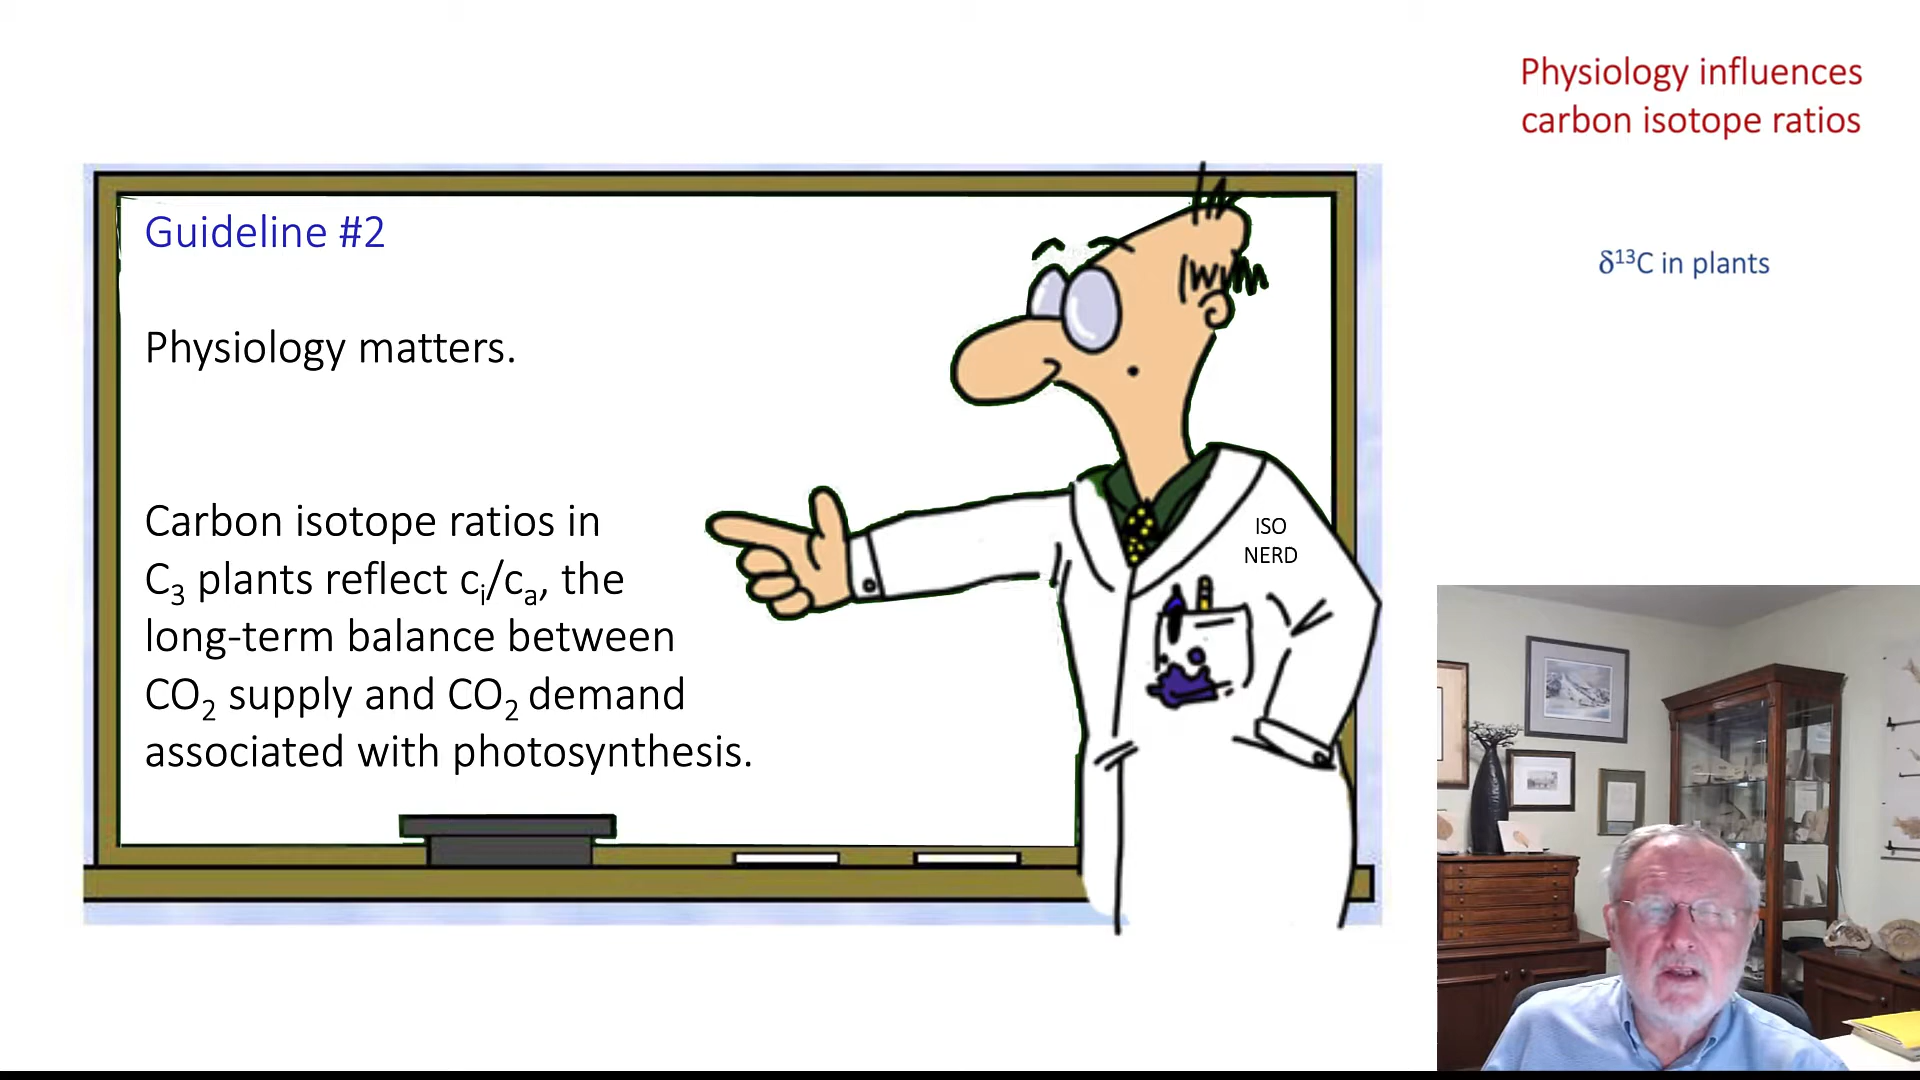 Physiology influences
carbon isotope ratios
δ¹³C in plants
Guideline #2
Physiology matters.
Carbon isotope ratios in
C₃ plants reflect cᵢ/cₐ, the
long-term balance between
CO₂ supply and CO₂ demand
associated with photosynthesis.
ISO
NERD